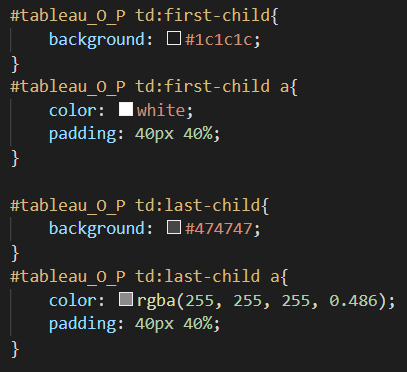 #tableau_O_P td:first-child{
    background: #1c1c1c;
}
#tableau_O_P td:first-child a{
    color: white;
    padding: 40px 40%;
}

#tableau_O_P td:last-child{
    background: #474747;
}
#tableau_O_P td:last-child a{
    color: rgba(255, 255, 255, 0.486);
    padding: 40px 40%;
}